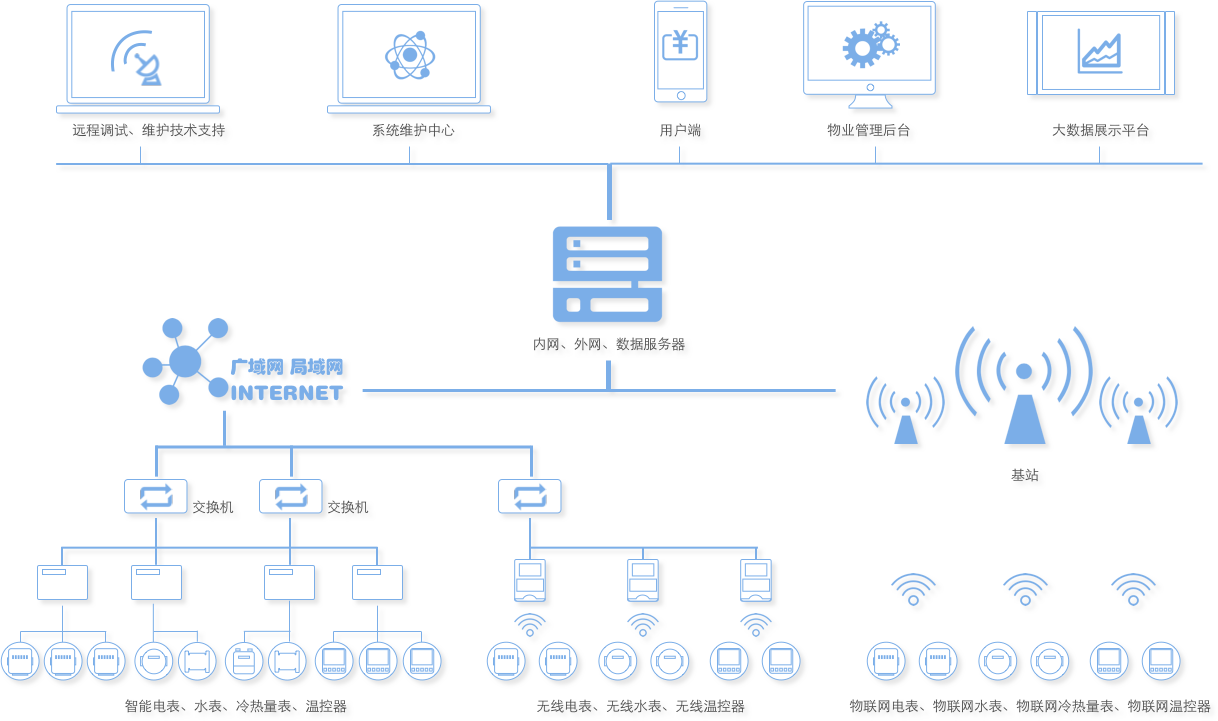 远程调试、维护技术支持
系统维护中心
用户端
物业管理后台
大数据展示平台
内网、外网、数据服务器
广域网 局域网
INTERNET
基站
交换机
交换机
智能电表、水表、冷热量表、温控器
无线电表、无线水表、无线温控器
物联网电表、物联网水表、物联网冷热量表、物联网温控器